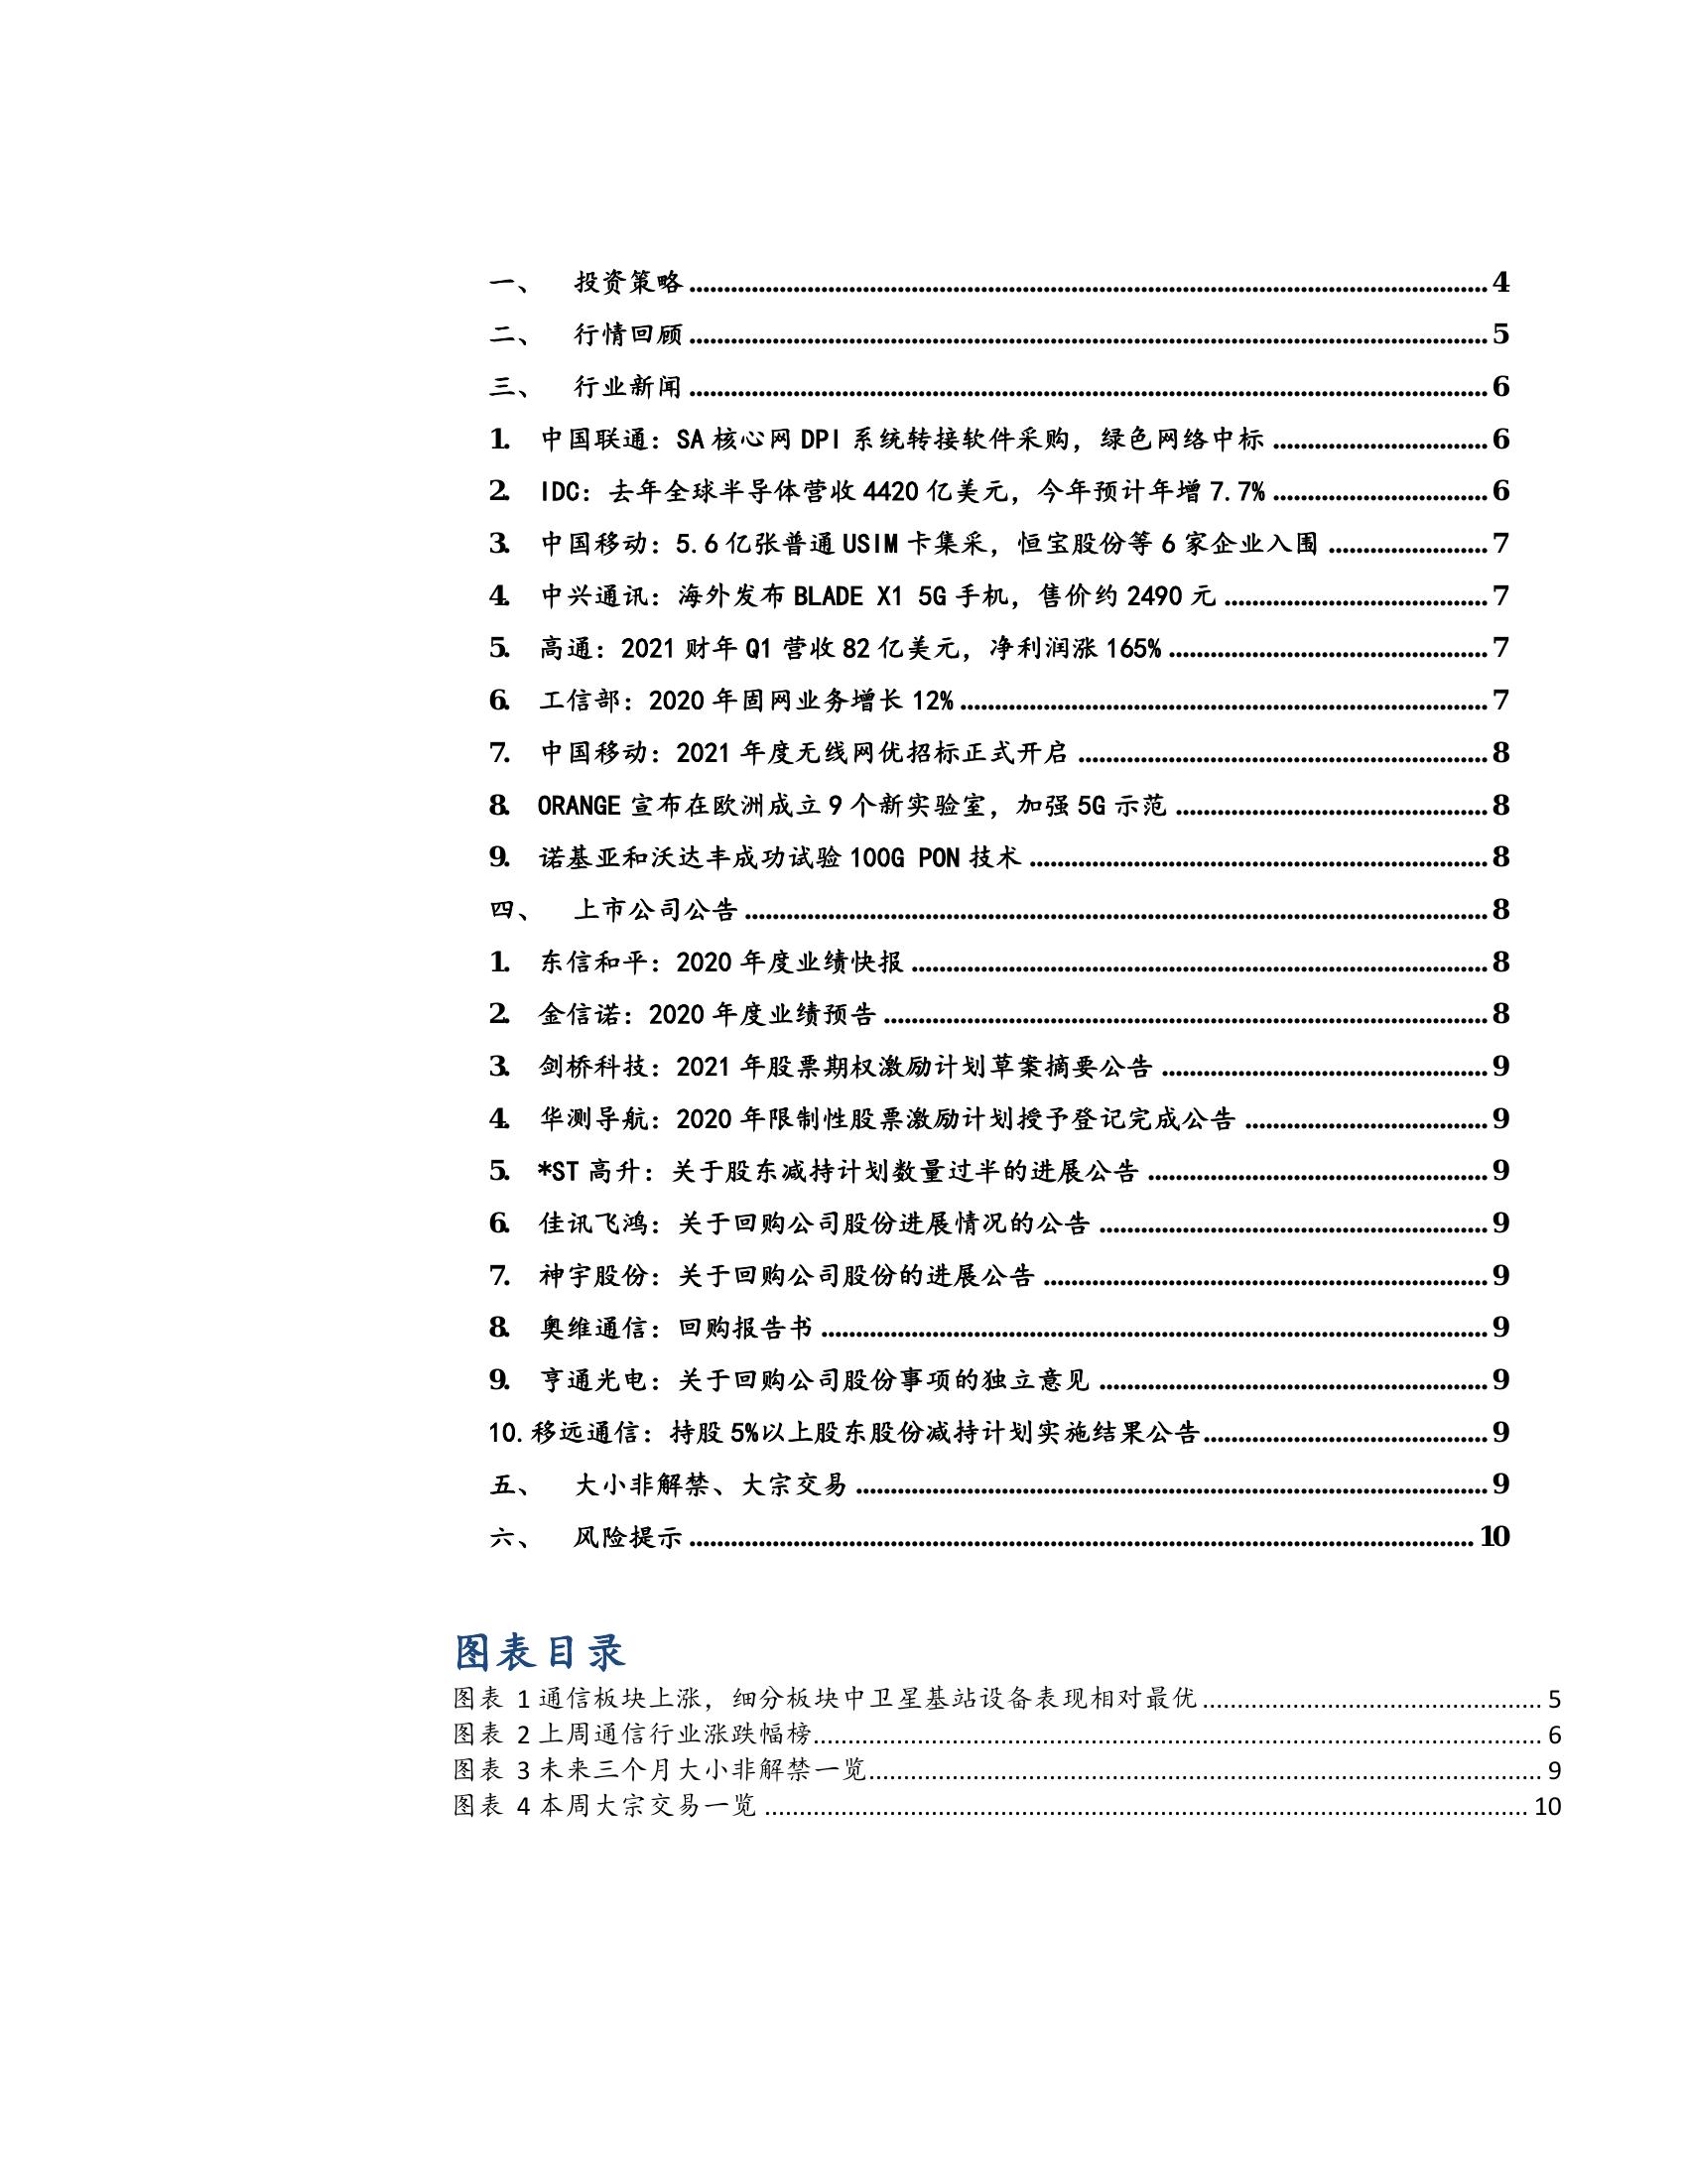 一、 投资策略 4
二、 行情回顾 5
三、 行业新闻 6
1. 中国联通：SA 核心网 DPI 系统转接软件采购，绿色网络中标 6
2. IDC：去年全球半导体营收 4420 亿美元，今年预计年增 7.7% 6
3. 中国移动：5.6 亿张普通 USIM 卡集采，恒宝股份等 6 家企业入围 7
4. 中兴通讯：海外发布 BLADE X1 5G 手机，售价约 2490 元 7
5. 高通：2021 财年 Q1 营收 82 亿美元，净利润涨 165% 7
6. 工信部：2020 年固网业务增长 12% 7
7. 中国移动：2021 年度无线网优招标正式开启 8
8. ORANGE 宣布在欧洲成立 9 个新实验室，加强 5G 示范 8
9. 诺基亚和沃达丰成功试验 100G PON 技术 8
四、 上市公司公告 8
1. 东信和平：2020 年度业绩快报 8
2. 金信诺：2020 年度业绩预告 8
3. 剑桥科技：2021 年股票期权激励计划草案摘要公告 9
4. 华测导航：2020 年限制性股票激励计划授予登记完成公告 9
5. *ST 高升：关于股东减持计划数量过半的进展公告 9
6. 佳讯飞鸿：关于回购公司股份进展情况的公告 9
7. 神宇股份：关于回购公司股份的进展公告 9
8. 奥维通信：回购报告书 9
9. 亨通光电：关于回购公司股份事项的独立意见 9
10. 移远通信：持股 5%以上股东股份减持计划实施结果公告 9
五、 大小非解禁、大宗交易 9
六、 风险提示 10
图表目录
图表 1 通信板块上涨，细分板块中卫星基站设备表现相对最优 5
图表 2 上周通信行业涨跌幅榜 6
图表 3 未来三个月大小非解禁一览 9
图表 4 本周大宗交易一览 10